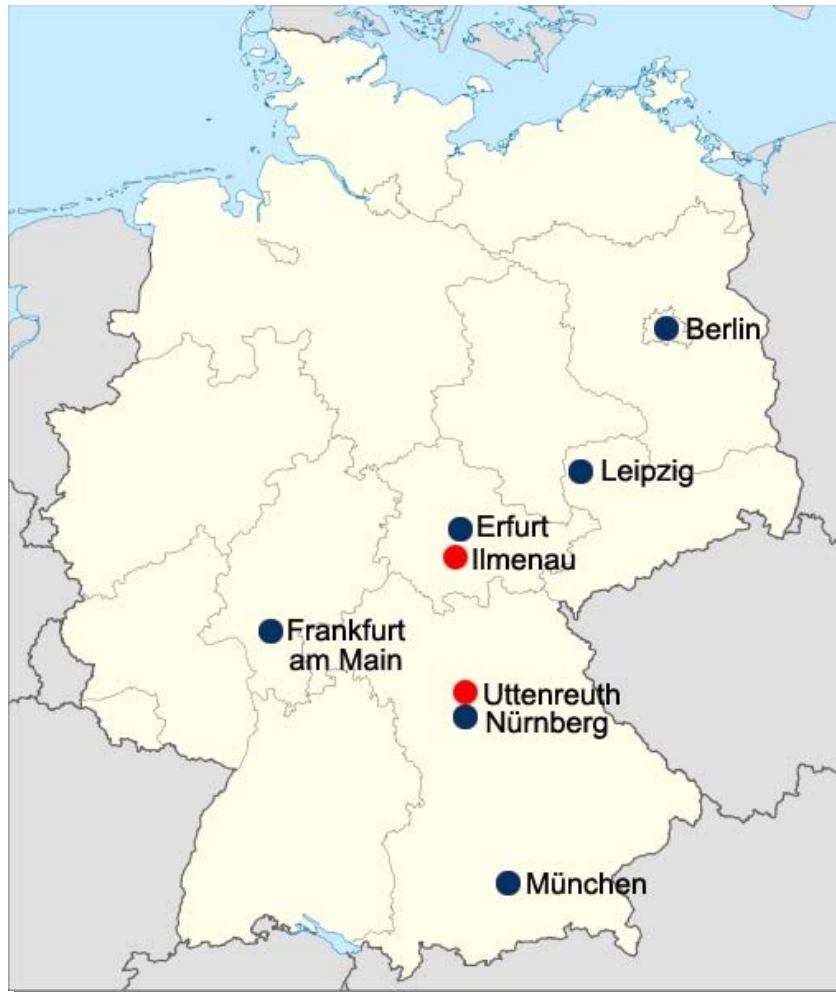 Berlin
Leipzig
Erfurt
Ilmenau
Frankfurt
am Main
Uttenreuth
Nürnberg
München